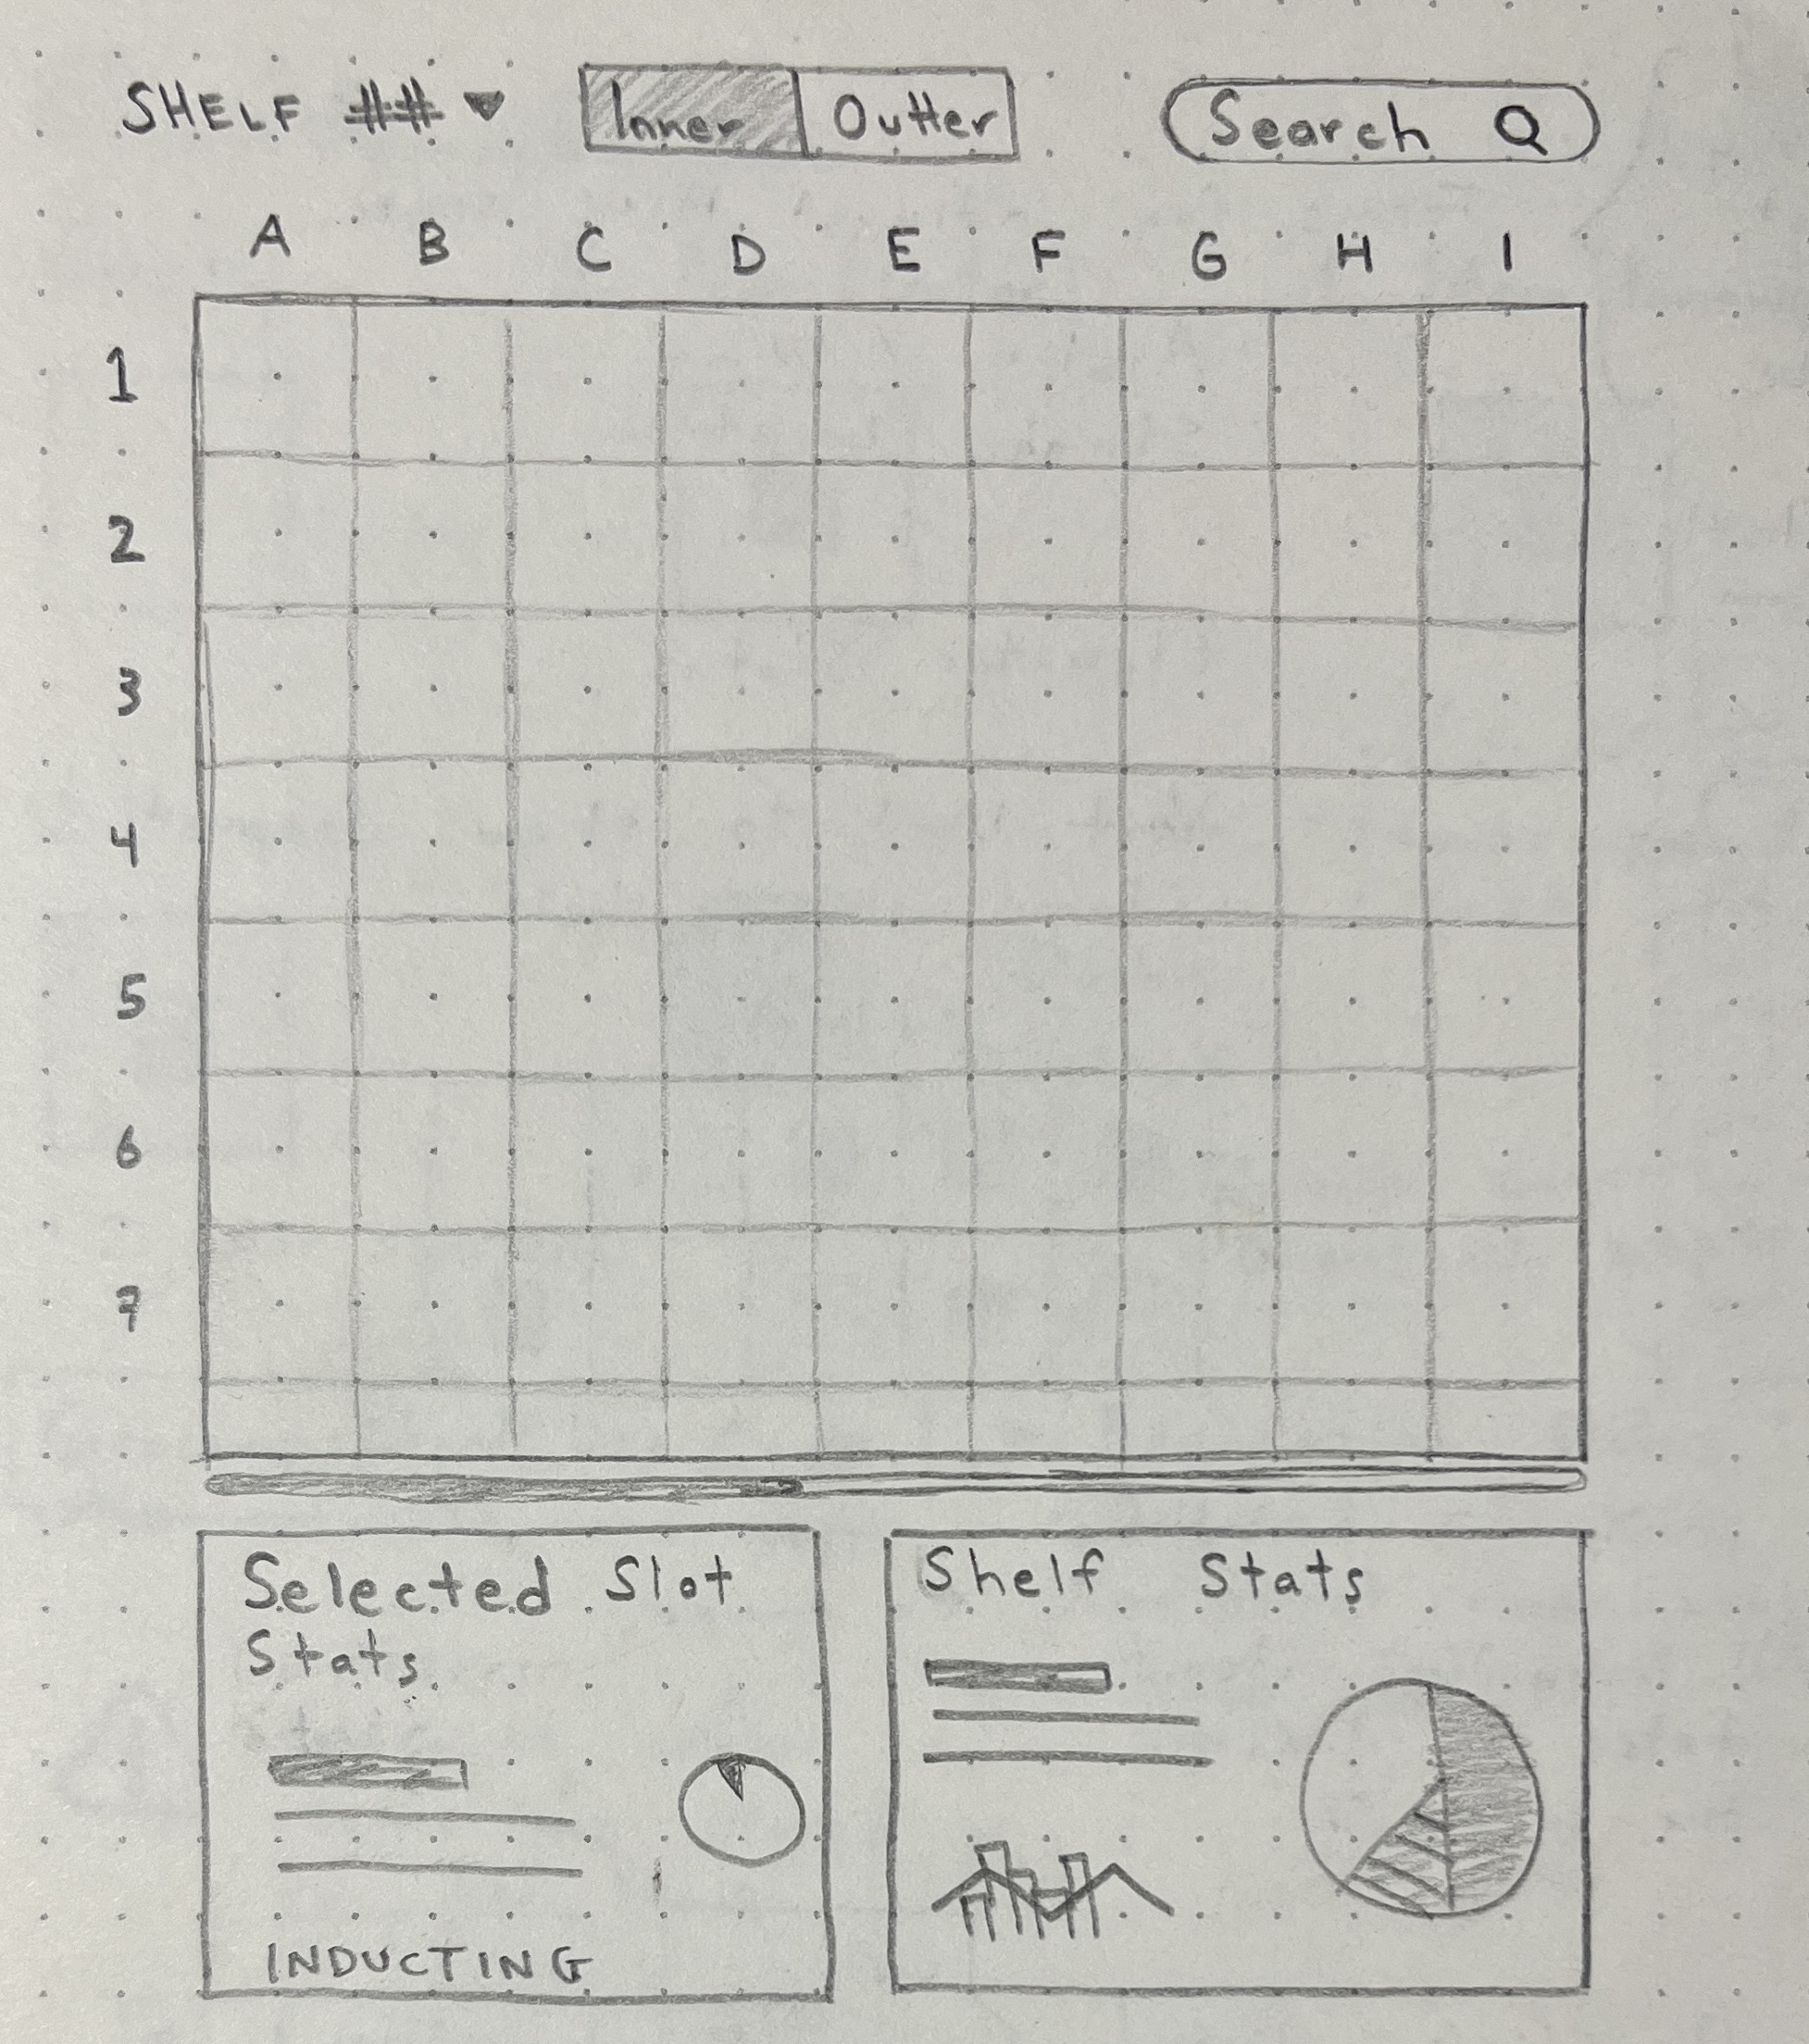 SHELF ## Inner Outter Search
A B C D E F G H I
1
2
3
4
5
6
7
Selected Slot
Stats
INDUCTING
Shelf Stats